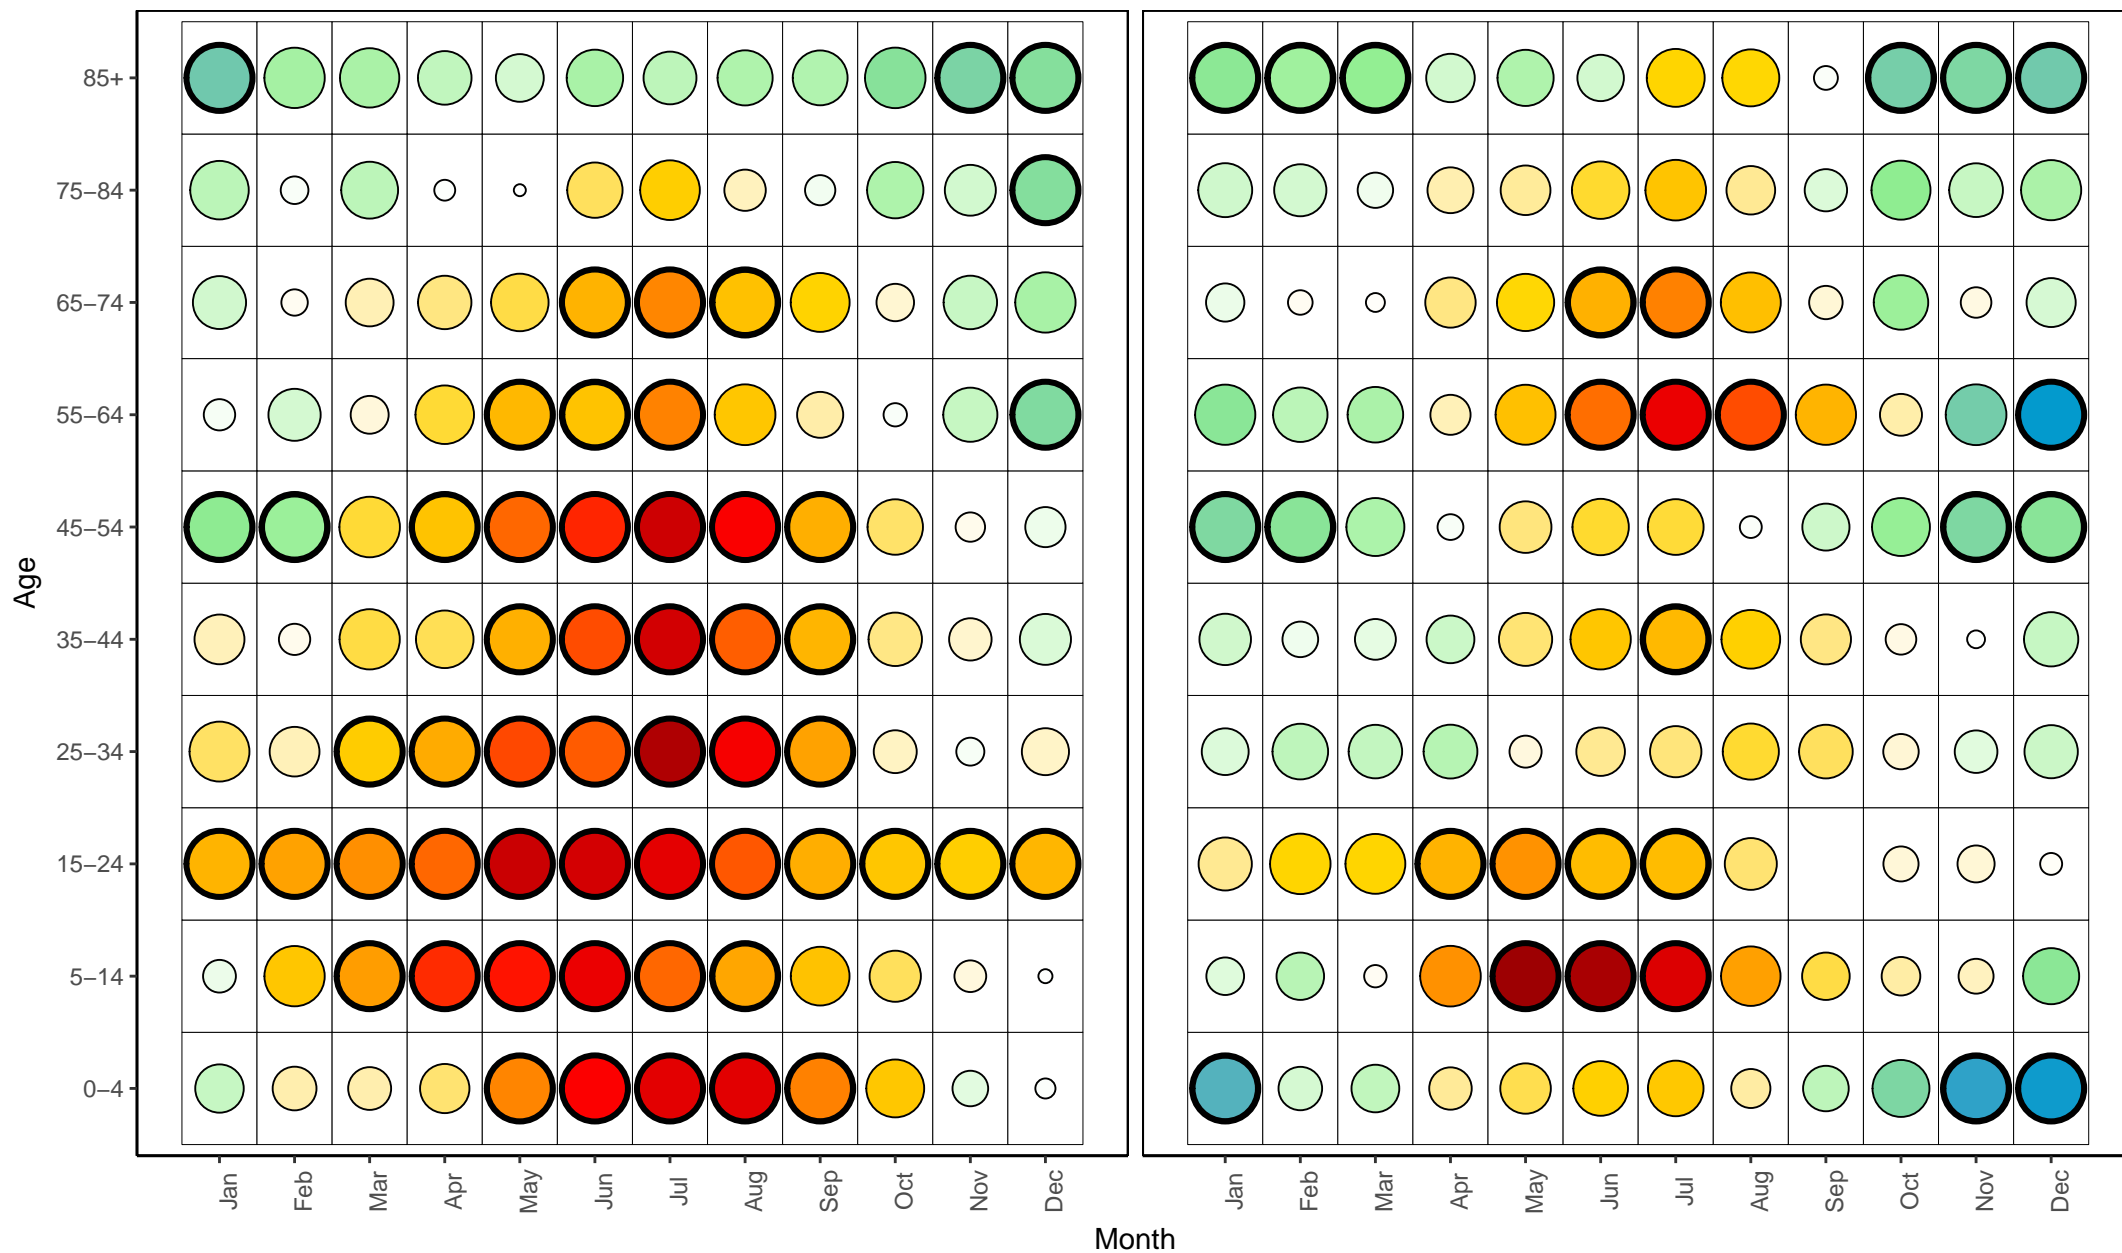 85+
75−84
65−74
55−64
45−54
35−44
25−34
15−24
5−14
0−4
Age
Jan Feb Mar Apr May Jun Jul Aug Sep Oct Nov Dec
Jan Feb Mar Apr May Jun Jul Aug Sep Oct Nov Dec
Month